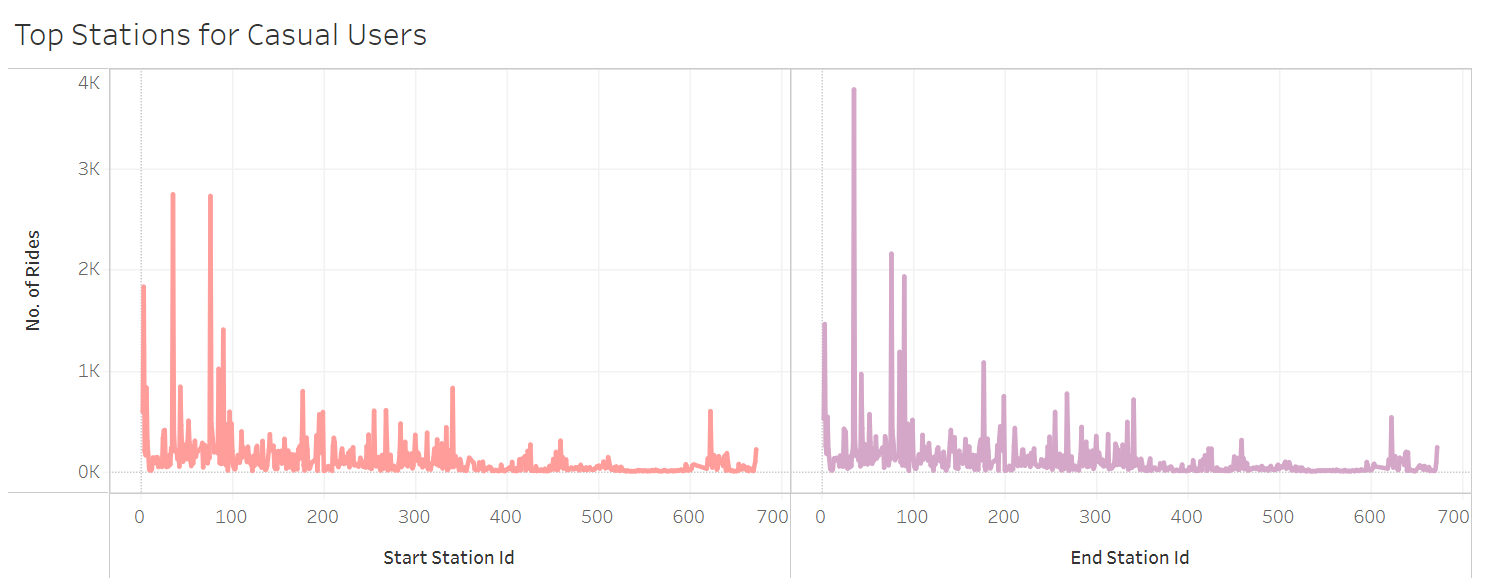 Top Stations for Casual Users
4K
3K
2K
1K
0K
No. of Rides
0 100 200 300 400 500 600 700
0 100 200 300 400 500 600 700
Start Station Id
End Station Id